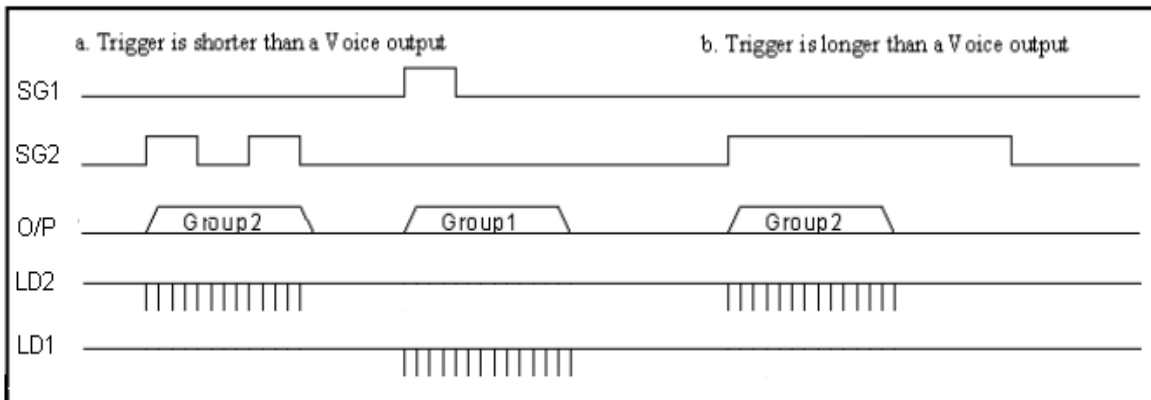 a. Trigger is shorter than a Voice output
b. Trigger is longer than a Voice output
SG1
SG2
O/P Group2 Group1 Group2
LD2
LD1